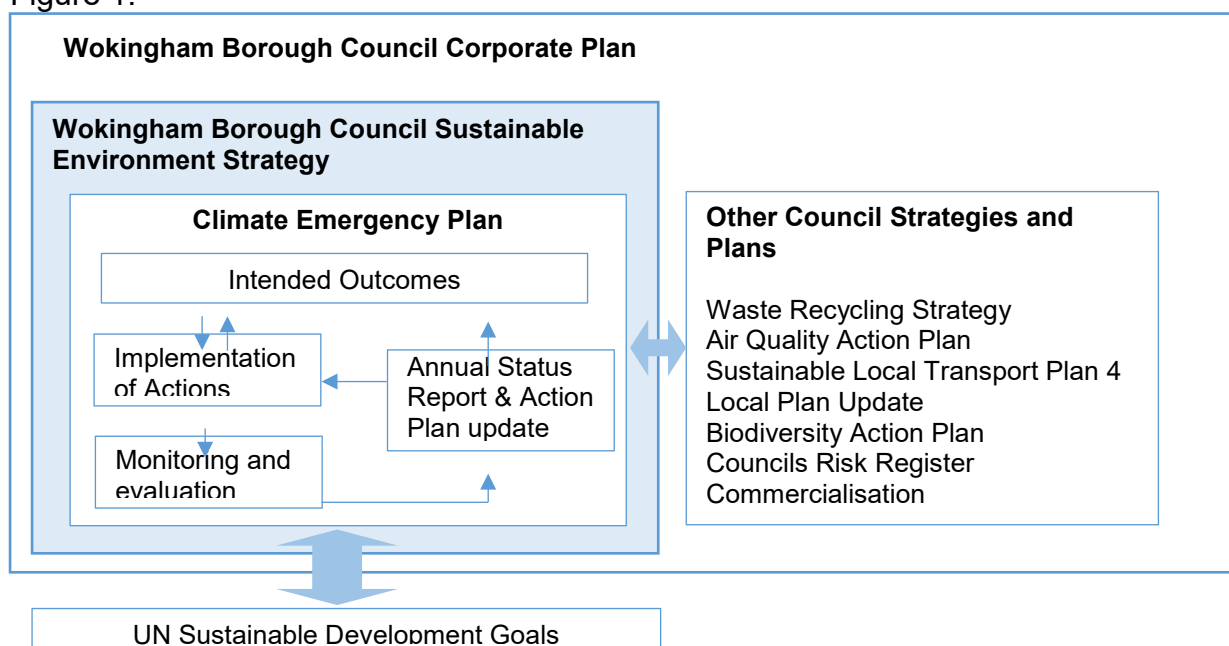 Figure 1.
Wokingham Borough Council Corporate Plan
Wokingham Borough Council Sustainable
Environment Strategy
Climate Emergency Plan
Intended Outcomes
Implementation
of Actions
Annual Status
Report & Action
Plan update
Monitoring and
evaluation
Other Council Strategies and
Plans
Waste Recycling Strategy
Air Quality Action Plan
Sustainable Local Transport Plan 4
Local Plan Update
Biodiversity Action Plan
Councils Risk Register
Commercialisation
UN Sustainable Development Goals